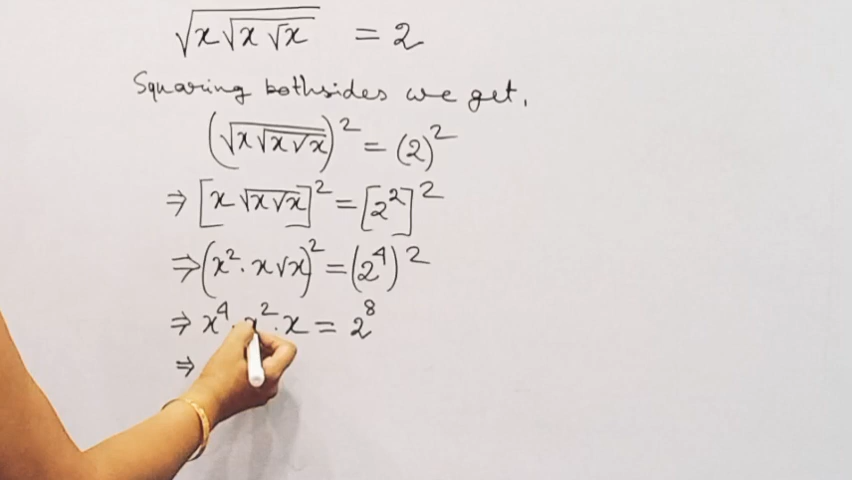 √(x√(x√x)) = 2
Squaring bothsides we get,
(√(x√(x√x)))² = (2)²
⇒ [x√(x√x)]² = [2²]²
⇒ (x² · x√x)² = (2⁴)²
⇒ x⁴ · x² · x = 2⁸
⇒